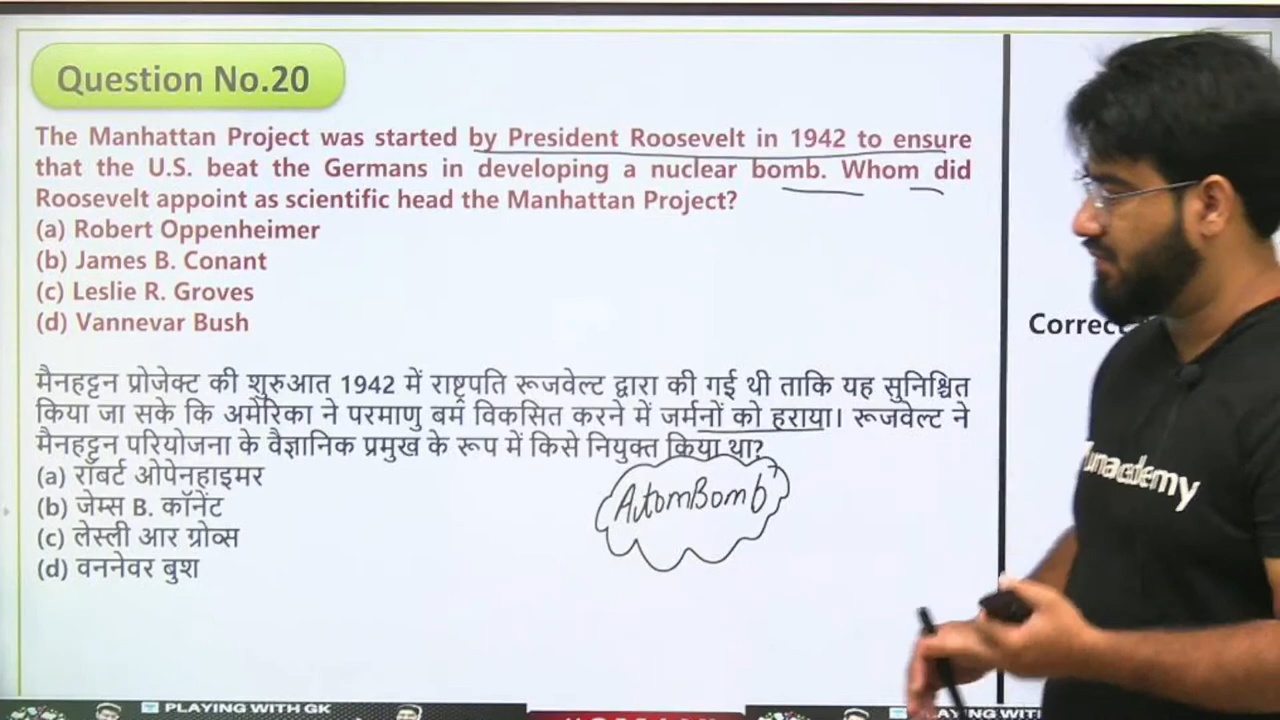 Question No.20
The Manhattan Project was started by President Roosevelt in 1942 to ensure
that the U.S. beat the Germans in developing a nuclear bomb. Whom did
Roosevelt appoint as scientific head the Manhattan Project?
(a) Robert Oppenheimer
(b) James B. Conant
(c) Leslie R. Groves
(d) Vannevar Bush
Correct
मैनहट्टन प्रोजेक्ट की शुरुआत 1942 में राष्ट्रपति रूजवेल्ट द्वारा की गई थी ताकि यह सुनिश्चित
किया जा सके कि अमेरिका ने परमाणु बम विकसित करने में जर्मनों को हराया। रूजवेल्ट ने
मैनहट्टन परियोजना के वैज्ञानिक प्रमुख के रूप में किसे नियुक्त किया था?
(a) रॉबर्ट ओपेनहाइमर
(b) जेम्स B. कॉनेंट
(c) लेस्ली आर ग्रोव्स
(d) वननेवर बुश
AtomBomb
unacademy
PLAYING WITH GK